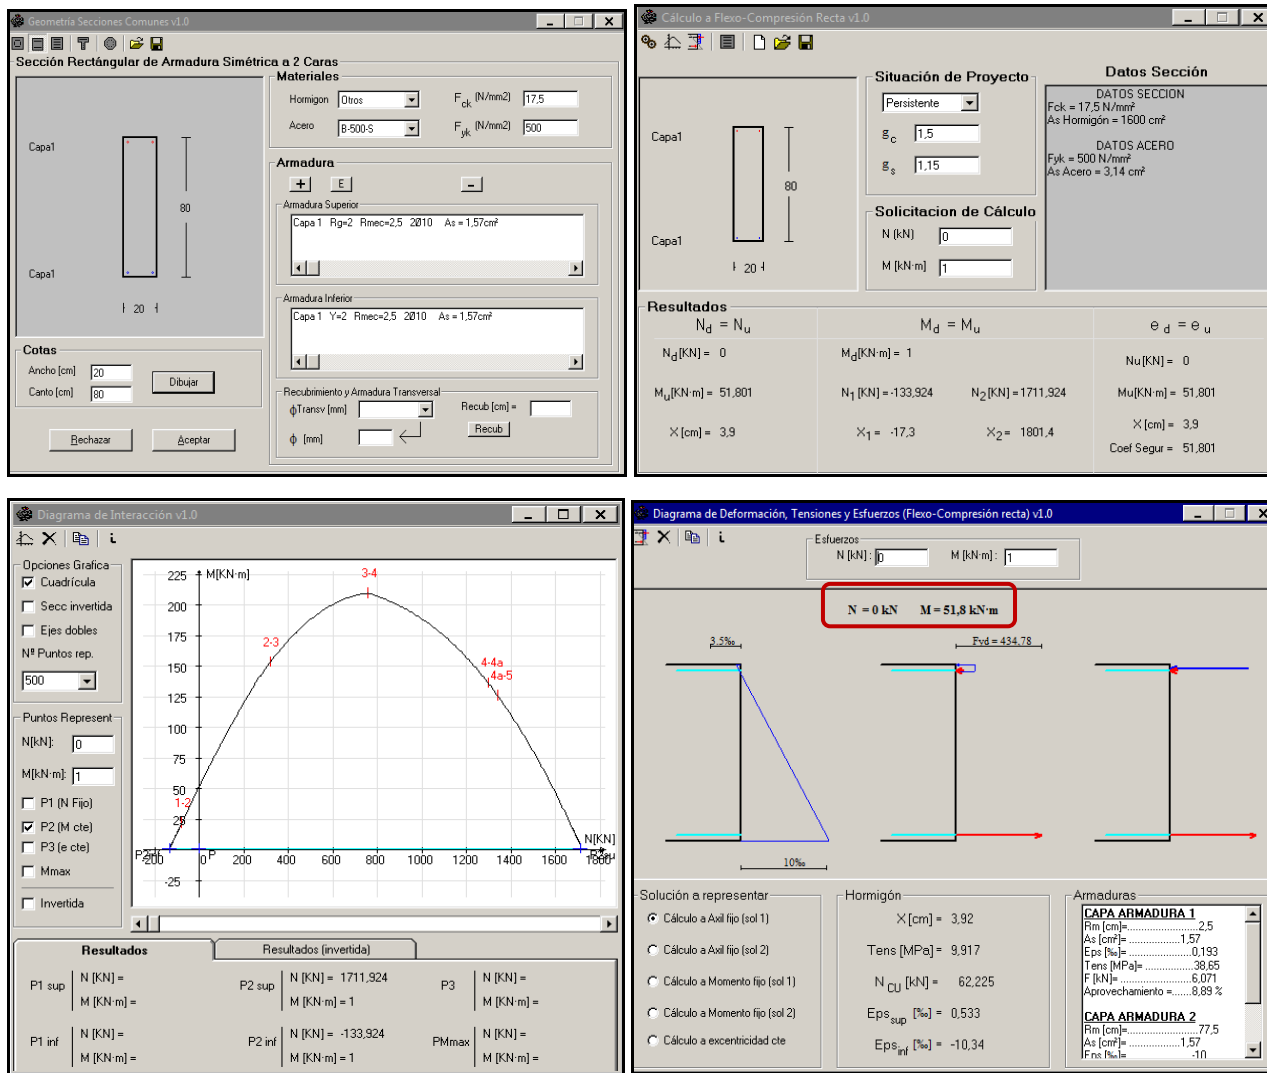 Geometría Secciones Comunes v1.0
Sección Rectángular de Armadura Simétrica a 2 Caras
Capa1
80
Capa1
20
Materiales
Hormigon Otros Fck (N/mm2) 17,5
Acero B-500-S Fyk (N/mm2) 500
Armadura
+ E -
Armadura Superior
Capa 1 Rg=2 Rmec=2,5 2Ø10 As = 1,57cm²
Armadura Inferior
Capa 1 Y=2 Rmec=2,5 2Ø10 As = 1,57cm²
Cotas
Ancho [cm] 20
Canto [cm] 80
Dibujar
Rechazar Aceptar
Recubrimiento y Armadura Transversal
ϕTransv [mm] Recub [cm] =
ϕ [mm] Recub
Cálculo a Flexo-Compresión Recta v1.0
Capa1
80
Capa1
20
Situación de Proyecto
Persistente
gc 1,5
gs 1,15
Solicitacion de Cálculo
N (kN) 0
M [kN·m] 1
Datos Sección
DATOS SECCION
Fck = 17,5 N/mm²
As Hormigón = 1600 cm²
DATOS ACERO
Fyk = 500 N/mm²
As Acero = 3,14 cm²
Resultados
Nd = Nu Md = Mu ed = eu
Nd[KN] = 0 Md[KN·m] = 1 Nu[KN] = 0
Mu[KN·m] = 51,801 N1 [KN] = -133,924 N2 [KN] = 1711,924 Mu[KN·m] = 51,801
X [cm] = 3,9 X1 = -17,3 X2 = 1801,4 X [cm] = 3,9
Coef Segur = 51,801
Diagrama de Interacción v1.0
Opciones Grafica
Cuadrícula
Secc invertida
Ejes dobles
Nº Puntos rep.
500
Puntos Represent
N[kN]: 0
M[kN·m]: 1
P1 (N Fijo)
P2 (M cte)
P3 (e cte)
Mmax
Invertida
M[KN·m]
225
200
175
150
125
100
75
50
25
-25
3-4
2-3
4-4a
4a-5
1-2
N[KN]
-200 0 P 200 400 600 800 1000 1200 1400 1600 1800
Resultados Resultados (invertida)
P1 sup N [KN] = P2 sup N [KN] = 1711,924 P3 N [KN] =
M [KN·m] = M [KN·m] = 1 M [KN·m] =
P1 inf N [KN] = P2 inf N [KN] = -133,924 PMmax N [KN] =
M [KN·m] = M [KN·m] = 1 M [KN·m] =
Diagrama de Deformación, Tensiones y Esfuerzos (Flexo-Compresión recta) v1.0
Esfuerzos
N [kN] : 0 M [kN·m] : 1
N = 0 kN M = 51,8 kN·m
3.5‰ Fyd = 434.78
10‰
Solución a representar
Cálculo a Axil fijo (sol 1)
Cálculo a Axil fijo (sol 2)
Cálculo a Momento fijo (sol 1)
Cálculo a Momento fijo (sol 2)
Cálculo a excentricidad cte
Hormigón
X [cm] = 3,92
Tens [MPa] = 9,917
N CU [kN] = 62,225
Eps sup [‰] = 0,533
Eps inf [‰] = -10,34
Armaduras
CAPA ARMADURA 1
Rm [cm]=......................2,5
As [cm²]= ..................1,57
Eps [‰]=......................0,193
Tens [MPa]= .................38,65
F [kN]= .........................6,071
Aprovechamiento =.......8,89 %
CAPA ARMADURA 2
Rm [cm]=......................77,5
As [cm²]=.....................1,57
Eps [‰]=......................-10